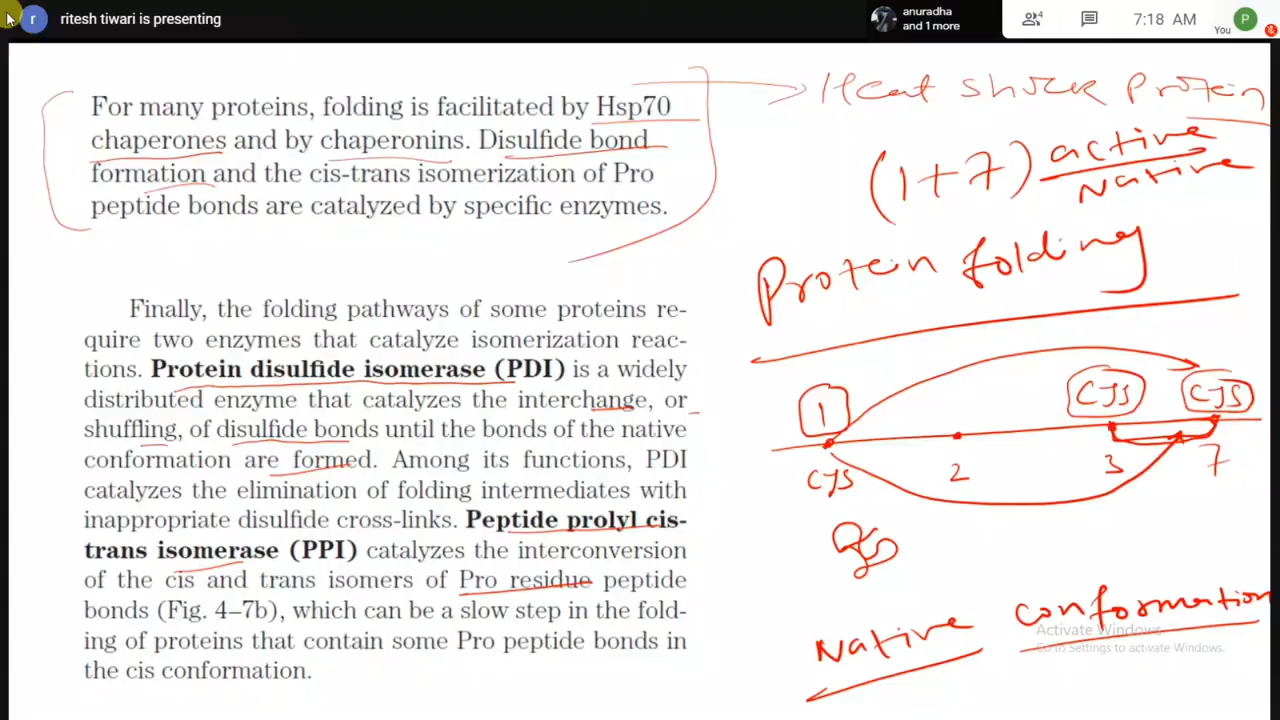 r ritesh tiwari is presenting
anuradha
and 1 more
4
7:18 AM
You
P
For many proteins, folding is facilitated by Hsp70
chaperones and by chaperonins. Disulfide bond
formation and the cis-trans isomerization of Pro
peptide bonds are catalyzed by specific enzymes.
Heat shock Protein
(1+7) active
Native
Protein folding
Finally, the folding pathways of some proteins re-
quire two enzymes that catalyze isomerization reac-
tions. Protein disulfide isomerase (PDI) is a widely
distributed enzyme that catalyzes the interchange, or
shuffling, of disulfide bonds until the bonds of the native
conformation are formed. Among its functions, PDI
catalyzes the elimination of folding intermediates with
inappropriate disulfide cross-links. Peptide prolyl cis-
trans isomerase (PPI) catalyzes the interconversion
of the cis and trans isomers of Pro residue peptide
bonds (Fig. 4–7b), which can be a slow step in the fold-
ing of proteins that contain some Pro peptide bonds in
the cis conformation.
1 CYS CYS
CYS 2 3 7
Native conformation
Activate Windows
Go to Settings to activate Windows.